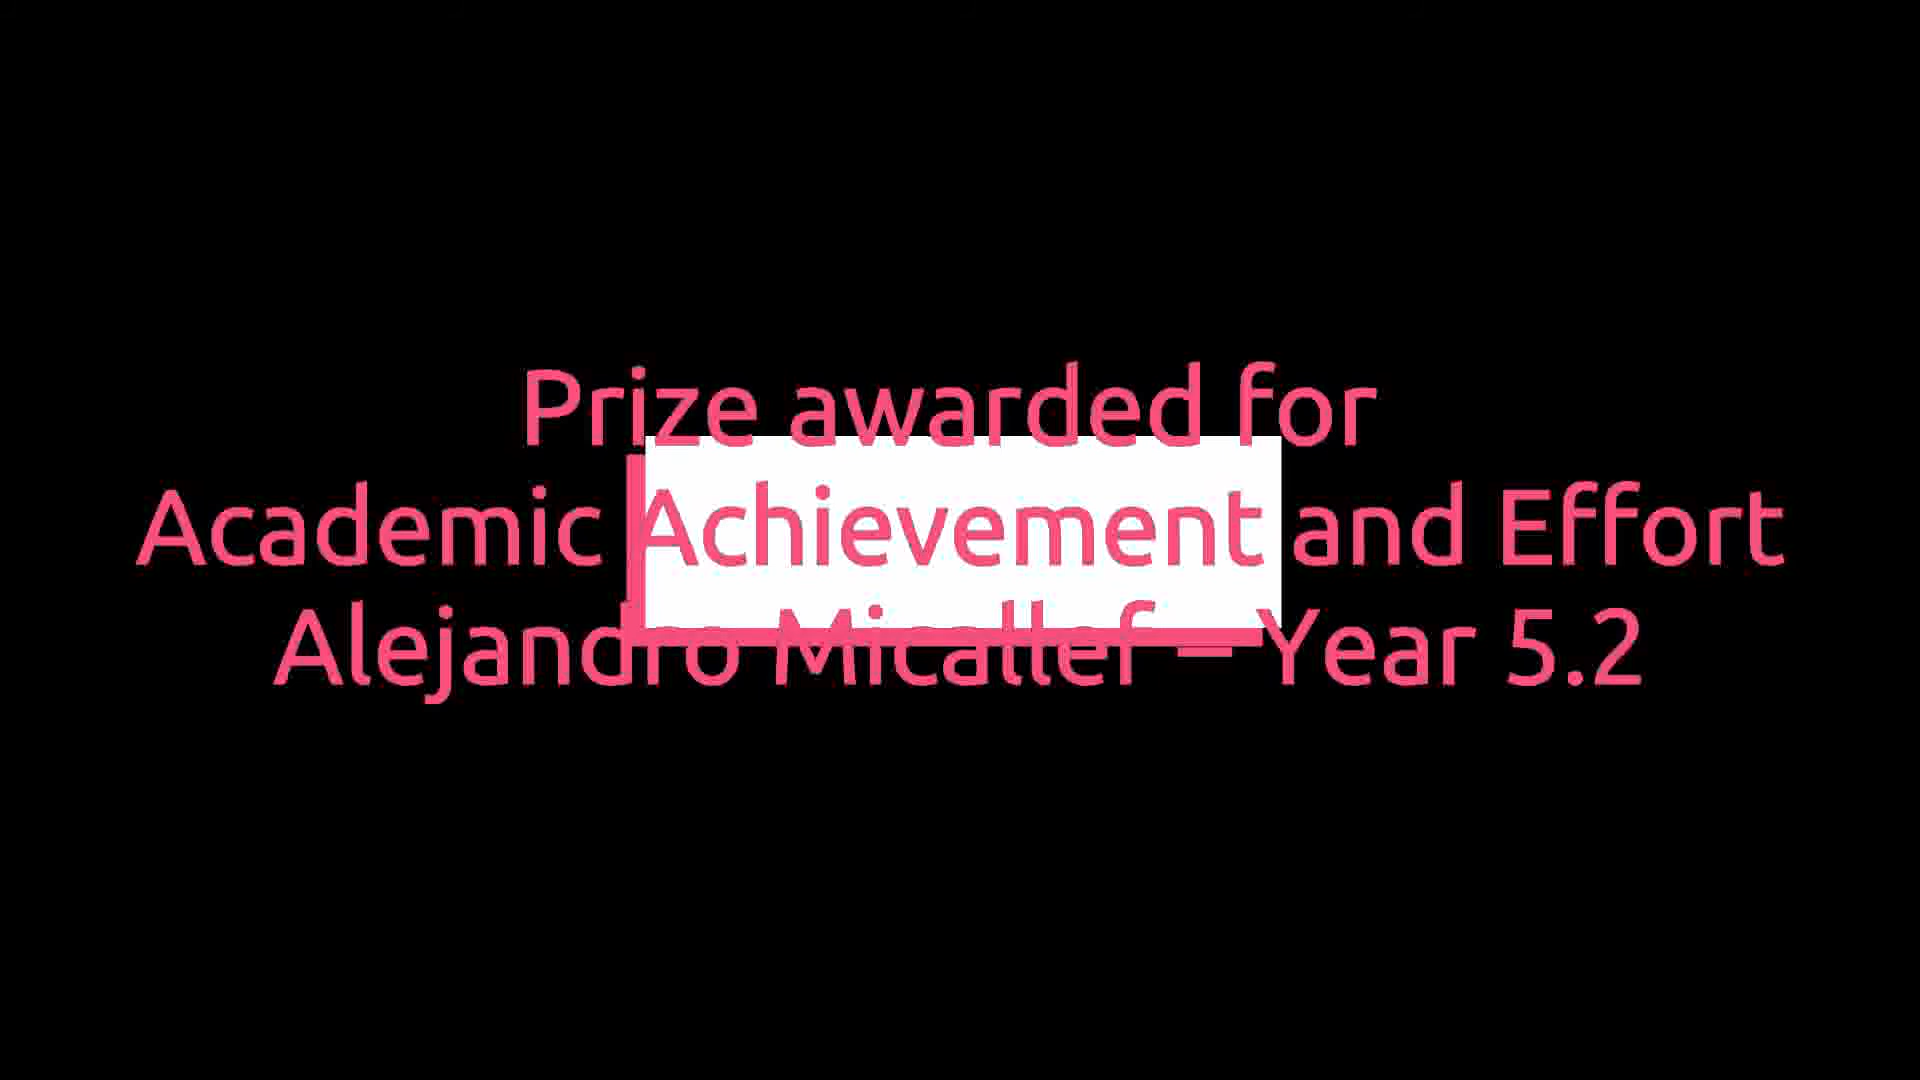 Prize awarded for
Academic Achievement and Effort
Alejandro Micallef – Year 5.2